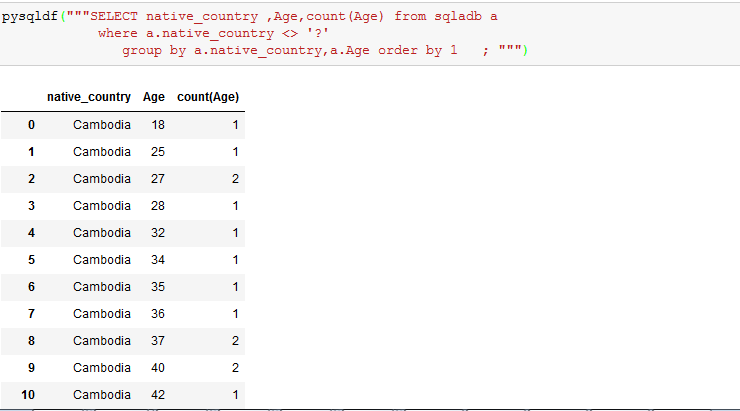 pysqldf("""SELECT native_country ,Age,count(Age) from sqladb a
where a.native_country <> '?'
group by a.native_country,a.Age order by 1 ; """)
native_country Age count(Age)
0 Cambodia 18 1
1 Cambodia 25 1
2 Cambodia 27 2
3 Cambodia 28 1
4 Cambodia 32 1
5 Cambodia 34 1
6 Cambodia 35 1
7 Cambodia 36 1
8 Cambodia 37 2
9 Cambodia 40 2
10 Cambodia 42 1